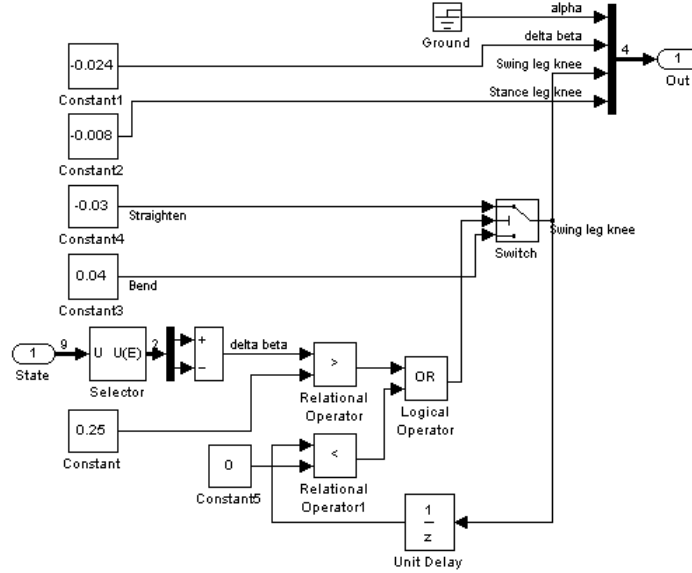 alpha
Ground
delta beta
4
1
Out
-0.024
Constant1
Swing leg knee
Stance leg knee
-0.008
Constant2
-0.03
Straighten
Constant4
Swing leg knee
Switch
0.04
Bend
Constant3
9
2
1
State
U U(E)
Selector
+
−
delta beta
>
Relational
Operator
OR
Logical
Operator
0.25
Constant
0
Constant5
<
Relational
Operator1
1
z
Unit Delay